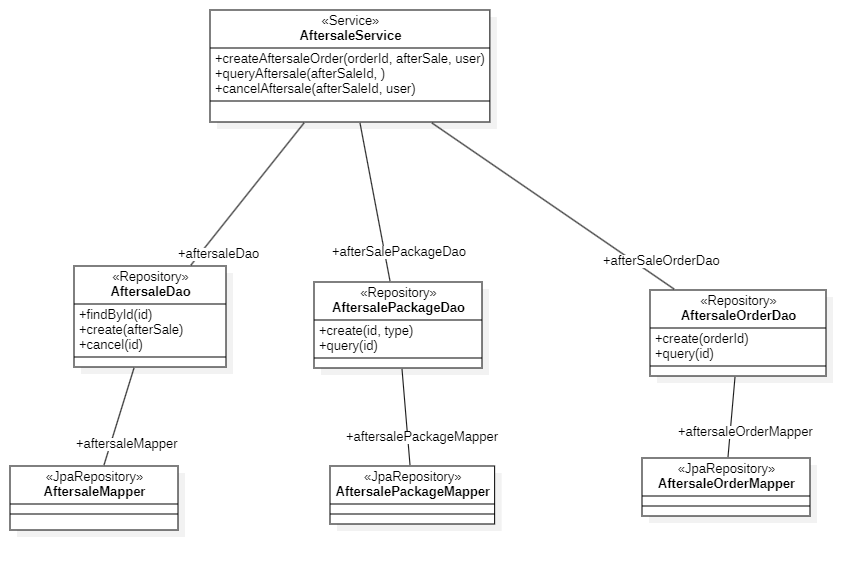 «Service»
AftersaleService
+createAftersaleOrder(orderId, afterSale, user)
+queryAftersale(afterSaleId, )
+cancelAftersale(afterSaleId, user)
+aftersaleDao
+afterSalePackageDao
+afterSaleOrderDao
«Repository»
AftersaleDao
+findById(id)
+create(afterSale)
+cancel(id)
«Repository»
AftersalePackageDao
+create(id, type)
+query(id)
«Repository»
AftersaleOrderDao
+create(orderId)
+query(id)
+aftersaleMapper
+aftersalePackageMapper
+aftersaleOrderMapper
«JpaRepository»
AftersaleMapper
«JpaRepository»
AftersalePackageMapper
«JpaRepository»
AftersaleOrderMapper